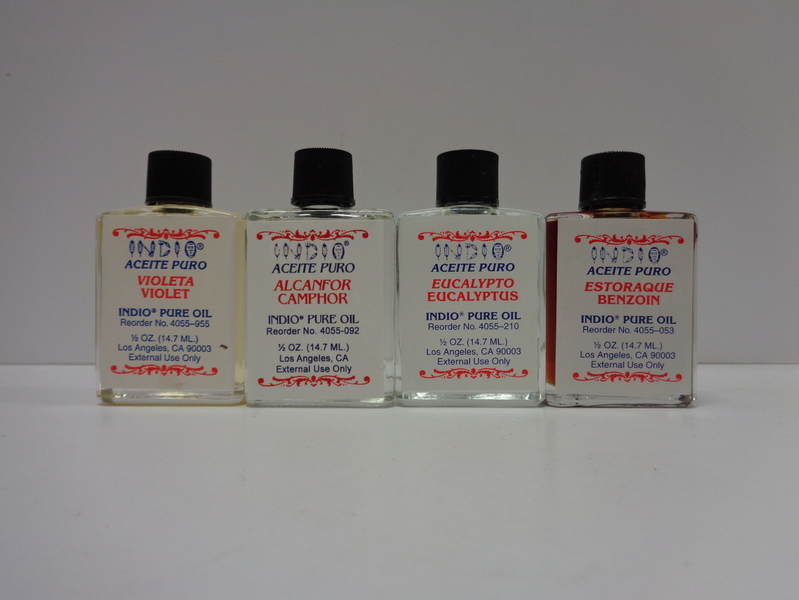 INDIO®
ACEITE PURO
VIOLETA
VIOLET
INDIO® PURE OIL
Reorder No. 4055–955
½ OZ. (14.7 ML.)
Los Angeles, CA 90003
External Use Only
INDIO®
ACEITE PURO
ALCANFOR
CAMPHOR
INDIO® PURE OIL
Reorder No. 4055-092
½ OZ. (14.7 ML.)
Los Angeles, CA
External Use Only
INDIO®
ACEITE PURO
EUCALYPTO
EUCALYPTUS
INDIO® PURE OIL
Reorder No. 4055–210
½ OZ. (14.7 ML.)
Los Angeles, CA 90003
External Use Only
INDIO®
ACEITE PURO
ESTORAQUE
BENZOIN
INDIO® PURE OIL
Reorder No. 4055–053
½ OZ. (14.7 ML.)
Los Angeles, CA 90003
External Use Only